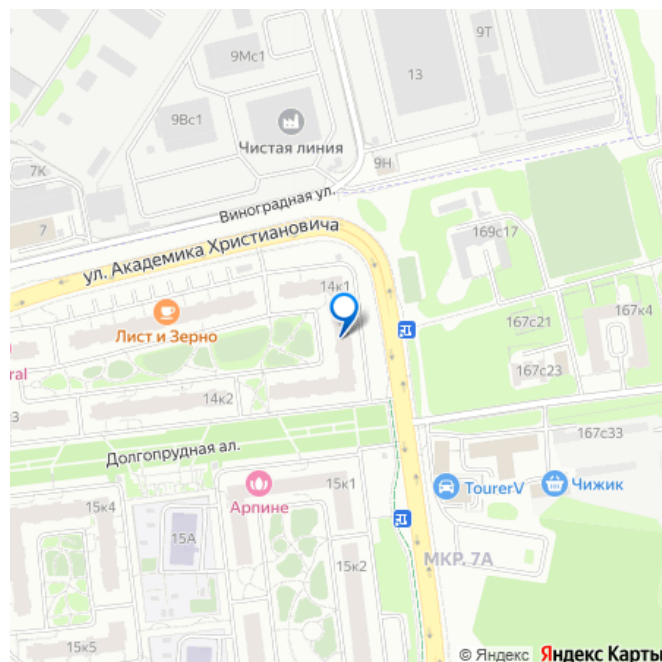 9Т
9Мс1
13
9Вс1
Чистая линия
9Н
7К
Виноградная ул.
7
169с17
ул. Академика Христиановича
14к1
167к4
167с21
Лист и Зерно
ral
167с23
14к2
3
167с33
Долгопрудная ал.
15к1
TourerV
Чижик
Арпине
15к4
15А
МКР. 7А
15к2
15к5
© Яндекс Яндекс Карты